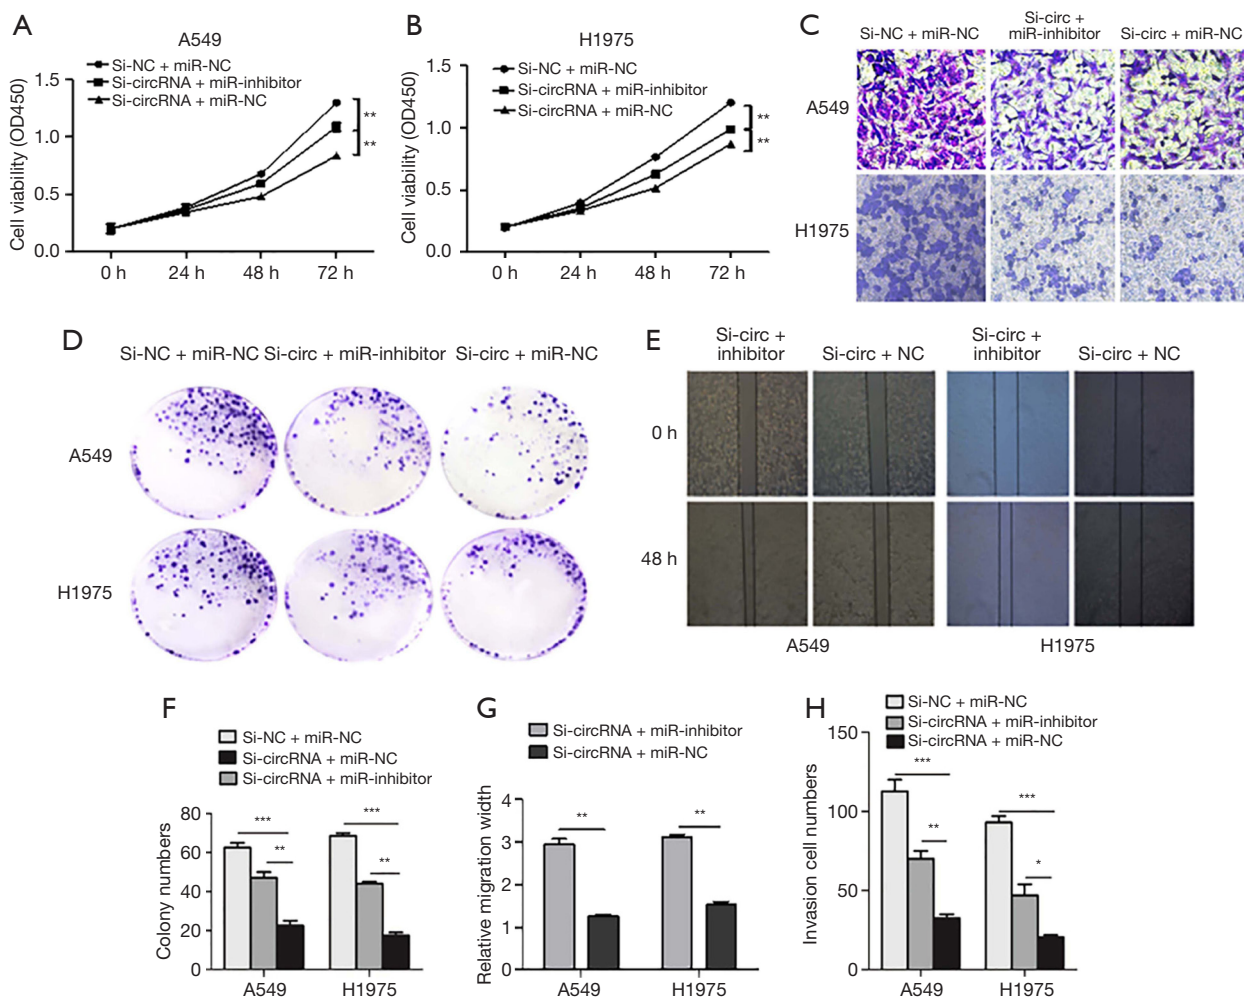 A
A549
Si-NC + miR-NC
Si-circRNA + miR-inhibitor
Si-circRNA + miR-NC
Cell viability (OD450)
1.5
1.0
0.5
0.0
**
**
0 h
24 h
48 h
72 h
B
H1975
Si-NC + miR-NC
Si-circRNA + miR-inhibitor
Si-circRNA + miR-NC
Cell viability (OD450)
1.5
1.0
0.5
0.0
**
**
0 h
24 h
48 h
72 h
C
Si-NC + miR-NC
Si-circ +
miR-inhibitor
Si-circ + miR-NC
A549
H1975
D
Si-NC + miR-NC
Si-circ + miR-inhibitor
Si-circ + miR-NC
A549
H1975
E
Si-circ +
inhibitor
Si-circ + NC
Si-circ +
inhibitor
Si-circ + NC
0 h
48 h
A549
H1975
F
Si-NC + miR-NC
Si-circRNA + miR-NC
Si-circRNA + miR-inhibitor
Colony numbers
80
60
40
20
0
***
**
***
**
A549
H1975
G
Si-circRNA + miR-inhibitor
Si-circRNA + miR-NC
Relative migration width
4
3
2
1
0
**
**
A549
H1975
H
Si-NC + miR-NC
Si-circRNA + miR-inhibitor
Si-circRNA + miR-NC
Invasion cell numbers
150
100
50
0
***
**
***
*
A549
H1975